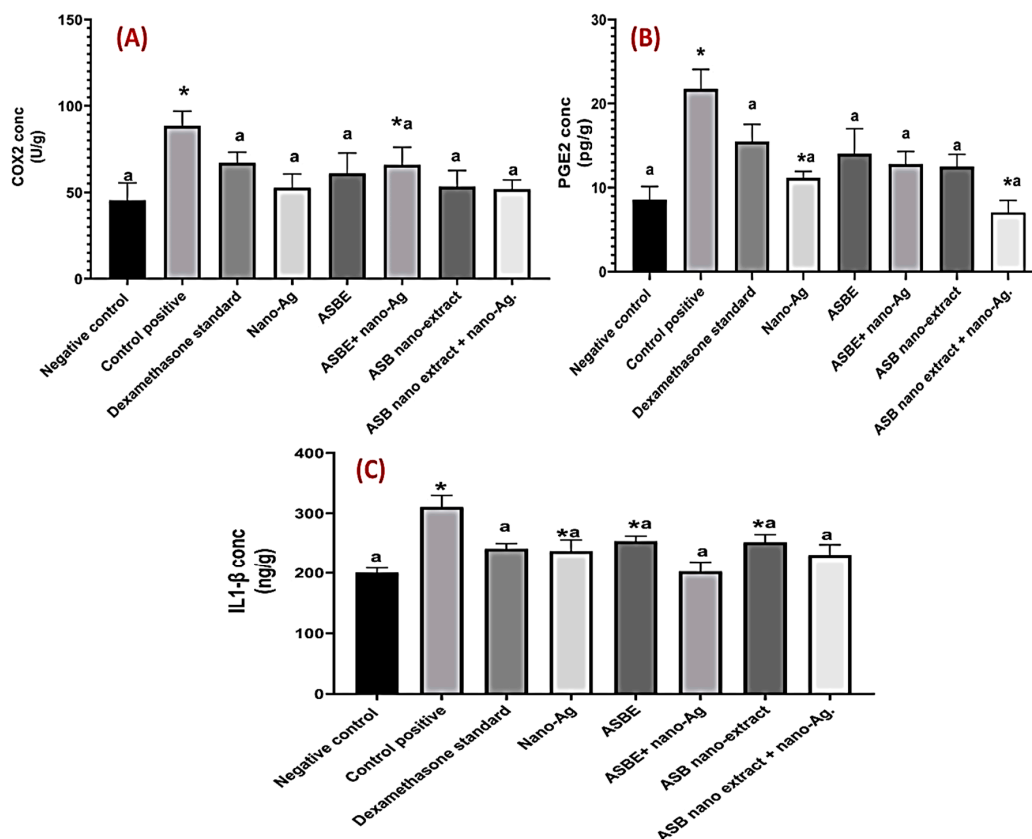 (A)
COX2 conc
(U/g)
150
100
50
0
a
*
a
a
a
*a
a
a
Negative control
Control positive
Dexamethasone standard
Nano-Ag
ASBE
ASBE+ nano-Ag
ASB nano-extract
ASB nano extract + nano-Ag.
(B)
PGE2 conc
(pg/g)
30
20
10
0
a
*
a
*a
a
a
a
*a
Negative control
Control positive
Dexamethasone standard
Nano-Ag
ASBE
ASBE+ nano-Ag
ASB nano-extract
ASB nano extract + nano-Ag.
(C)
IL1-β conc
(ng/g)
400
300
200
100
0
a
*
a
*a
*a
a
*a
a
Negative control
Control positive
Dexamethasone standard
Nano-Ag
ASBE
ASBE+ nano-Ag
ASB nano-extract
ASB nano extract + nano-Ag.